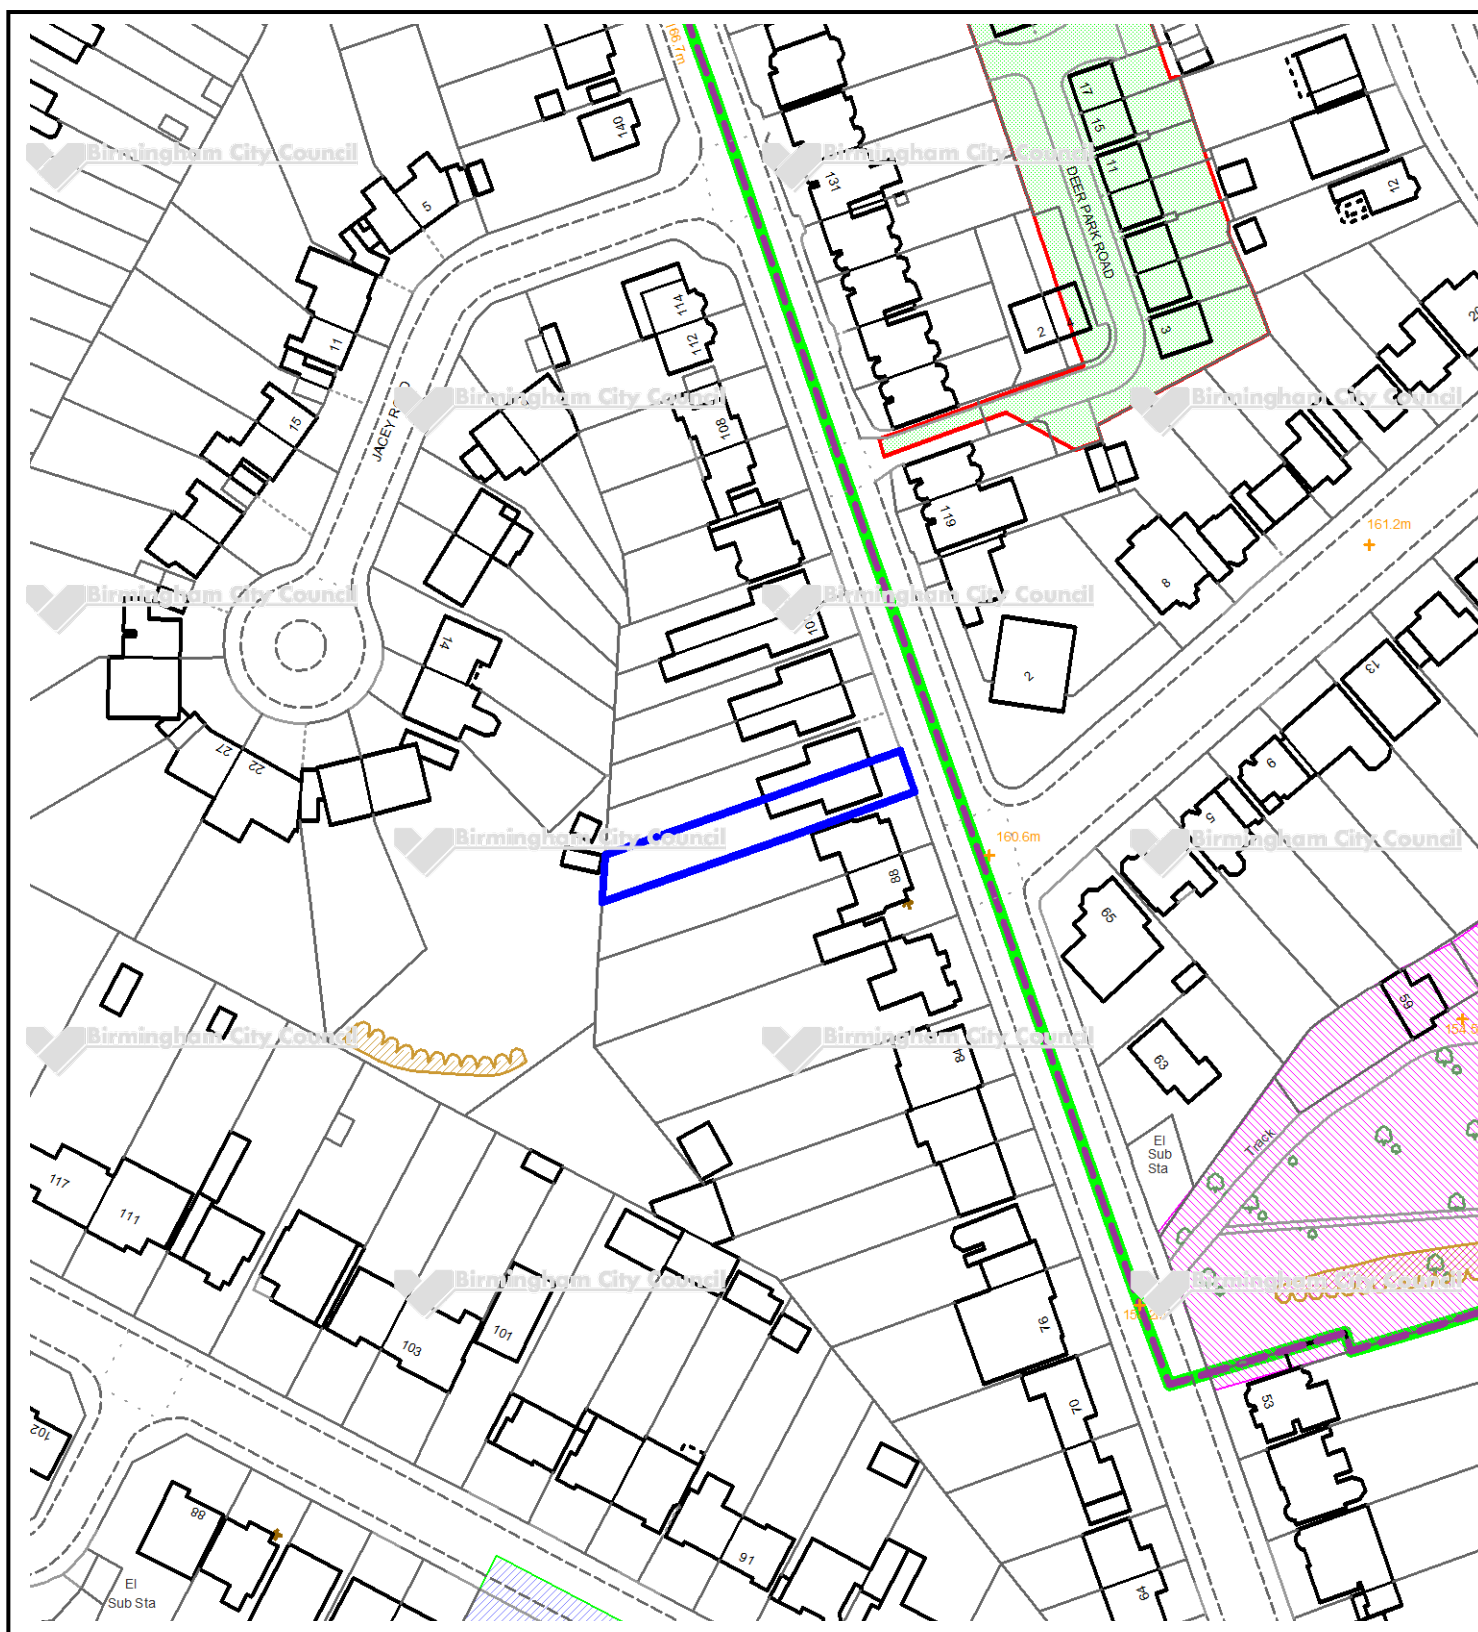 166.7m
17
15
140
Birmingham City Council
Birmingham City Council
11
131
12
5
DEER PARK ROAD
114
2
3
112
11
JACEY R
Birmingham City Council
Birmingham City Council
15
108
119
161.2m
8
Birmingham City Council
Birmingham City Council
14
2
13
27
22
9
5
160.6m
Birmingham City Council
Birmingham City Council
88
65
59
Birmingham City Council
Birmingham City Council
84
63
El
Sub
Sta
Track
117
111
Birmingham City Council
Birmingham City Council
101
103
76
70
53
102
88
91
El
Sub Sta
64